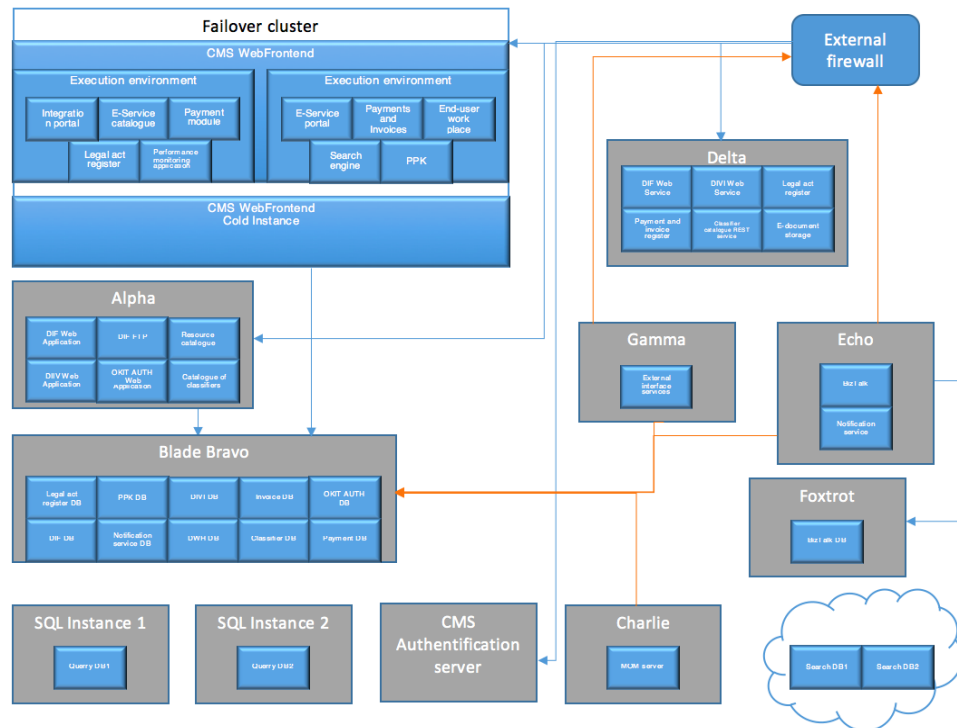 Failover cluster
CMS WebFrontend
Execution environment
Integratio
n portal
E-Service
catalogue
Payment
module
Legal act
register
Performance
monitoring
appecasion
Execution environment
E-Service
portal
Payments
and
Invoices
End-user
work
place
Search
engine
PPK
CMS WebFrontend
Cold Instance
External
firewall
Delta
DIF Web
Service
DIVI Web
Service
Legal act
register
Payment and
invoice
register
Classifier
catalogue REST
service
E-document
storage
Alpha
DIF Web
Application
DIF FTP
Resource
catalogue
DIIV Web
Application
OKIT AUTH
Web
Appecasion
Catalogue of
classifiers
Gamma
External
interface
services
Echo
BizTalk
Notification
service
Blade Bravo
Legal act
register DB
PPK DB
DIVI DB
Invoice DB
OKIT AUTH
DB
DIF DB
Notification
service DB
DWH DB
Classifier DB
Payment DB
Foxtrot
BizTalk DB
SQL Instance 1
Querry DB1
SQL Instance 2
Querry DB2
CMS
Authentification
server
Charlie
MOM server
Search DB1
Search DB2